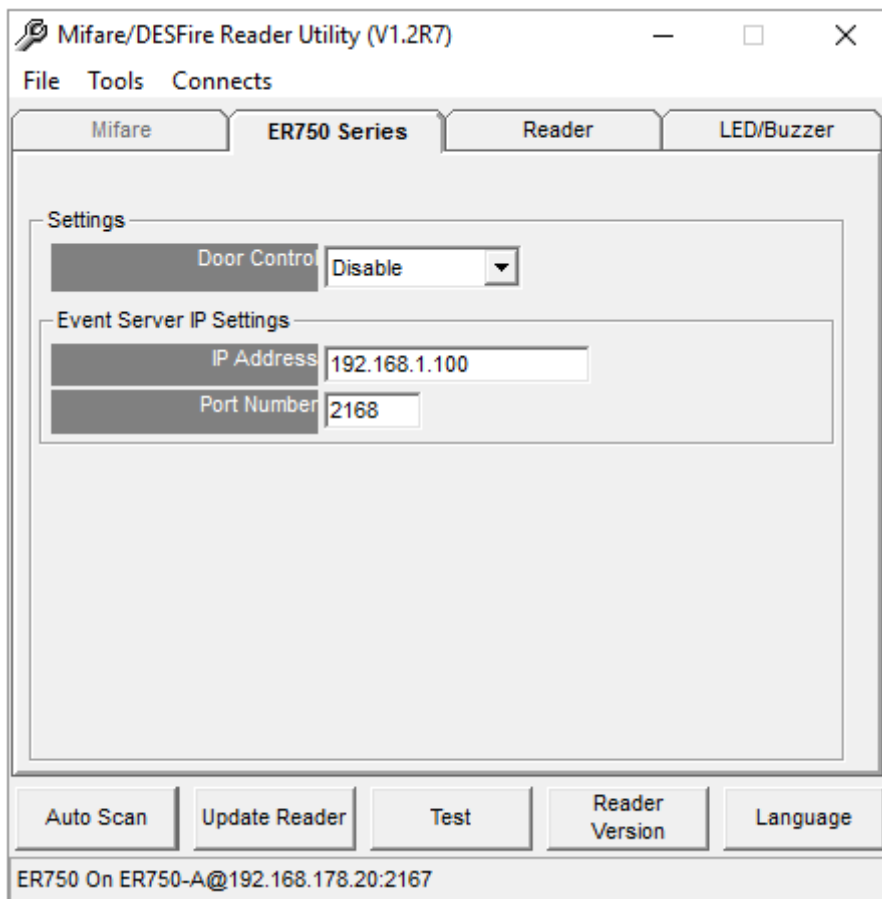 Mifare/DESFire Reader Utility (V1.2R7)
File Tools Connects
Mifare ER750 Series Reader LED/Buzzer
Settings
Door Control Disable
Event Server IP Settings
IP Address 192.168.1.100
Port Number 2168
Auto Scan Update Reader Test Reader Version Language
ER750 On ER750-A@192.168.178.20:2167